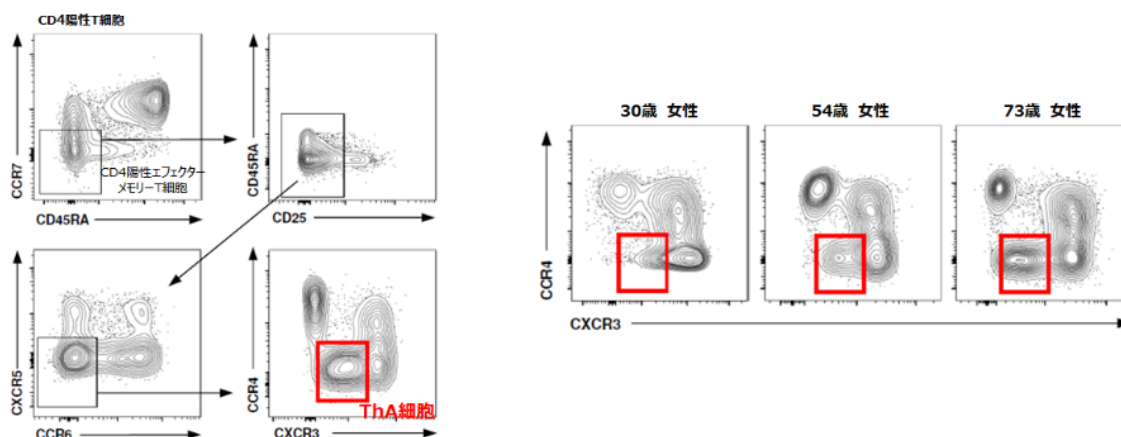 CD4陽性T細胞
CCR7
CD4陽性エフェクター
メモリーT細胞
CD45RA
CD45RA
CD25
CXCR5
CCR6
CCR4
ThA細胞
CXCR3
30歳 女性
54歳 女性
73歳 女性
CCR4
CXCR3